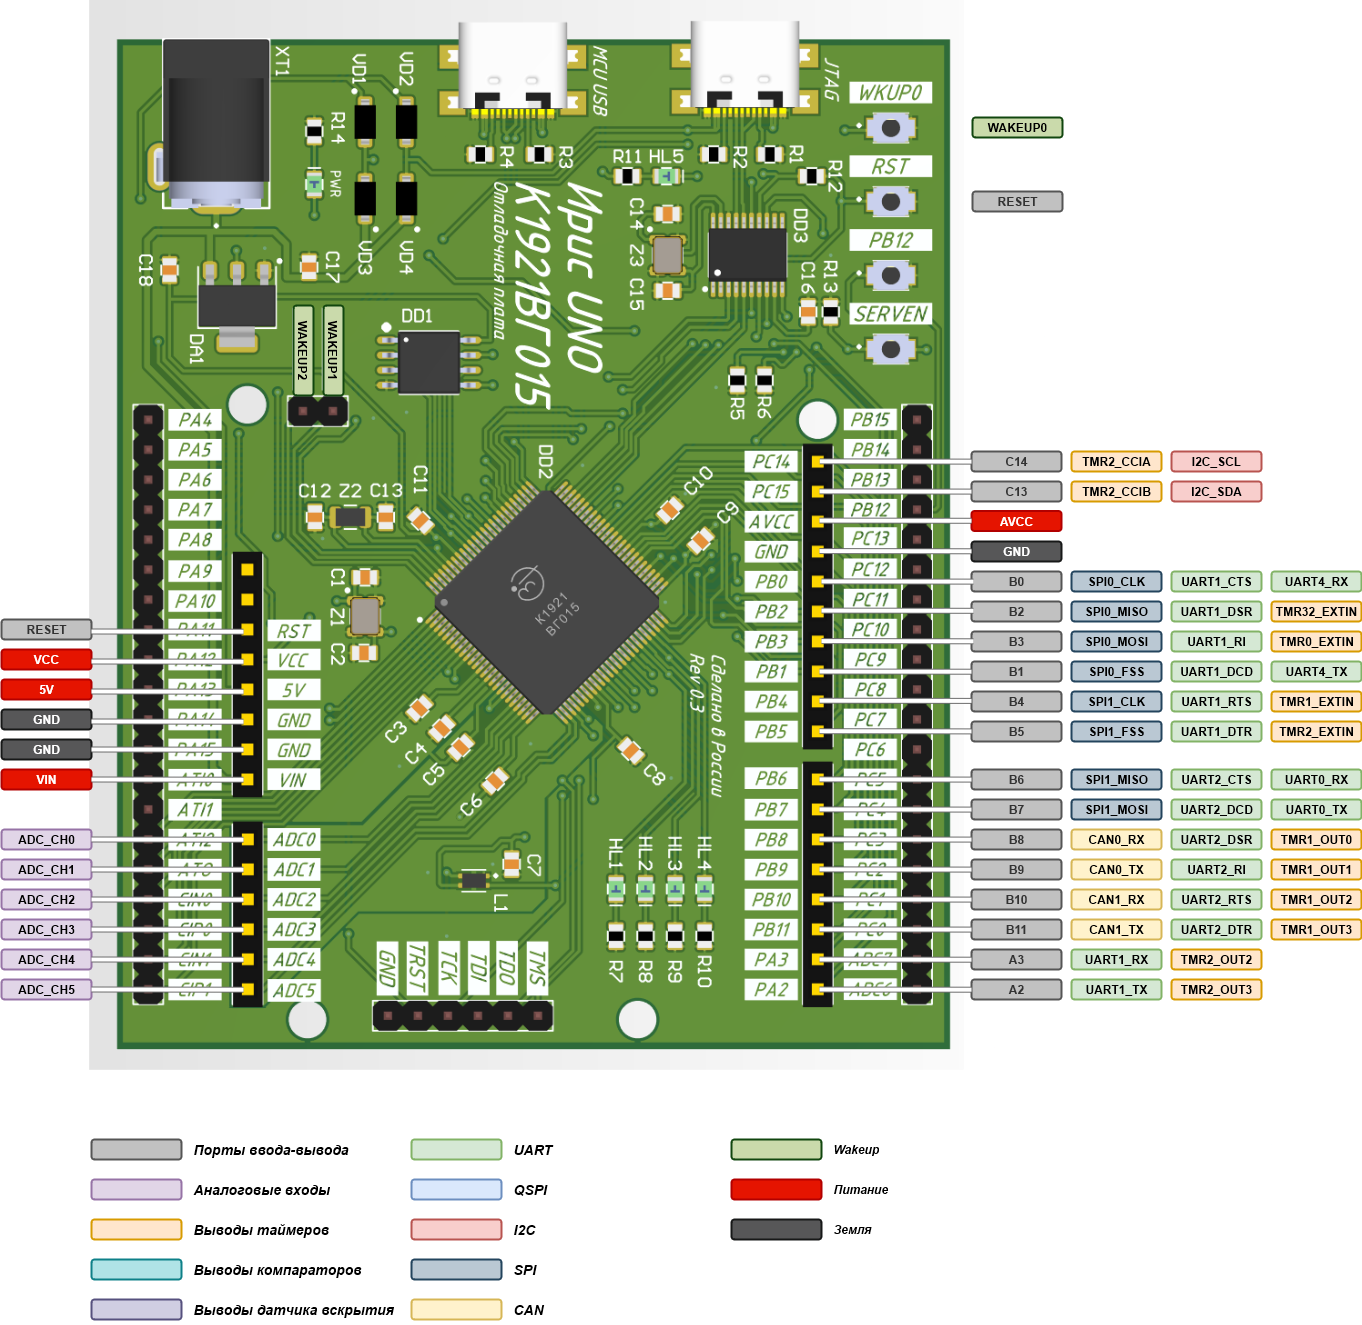 XT1
VD1
VD2
MCU USB
JTAG
WKUP0
WAKEUP0
R14
R4
R3
R2
R1
RST
RESET
PWR
R11
HL5
R12
C14
DD3
PB12
VD3
VD4
C18
C17
Z3
C15
C16
R13
SERVEN
Ирис UNO
К1921ВГ015
Отладочная плата
DA1
WAKEUP2
WAKEUP1
DD1
R5
R6
PA4
PA5
PA6
PA7
PA8
PA9
PA10
PA11
PA12
PA13
PA15
ATI0
ATI1
ATI2
EIN1
PB15
PB14
PB13
PB12
PC13
PC12
PC11
PC10
PC9
PC8
PC7
PC6
PC5
PC4
PC3
PC2
PC1
PC0
ADC7
ADC6
DD2
C12
Z2
C13
C11
C10
C9
C1
Z1
C2
К1921
ВГ015
C3
C4
C5
C6
C8
C7
L1
Сделано в России
Rev 0.3
HL1
HL2
HL3
HL4
R7
R8
R9
R10
GND
TRST
TCK
TDI
TDO
TMS
RESET RST
VCC VCC
5V 5V
GND GND
GND GND
VIN VIN
ADC_CH0 ADC0
ADC_CH1 ADC1
ADC_CH2 ADC2
ADC_CH3 ADC3
ADC_CH4 ADC4
ADC_CH5 ADC5
PC14 C14 TMR2_CCIA I2C_SCL
PC15 C13 TMR2_CCIB I2C_SDA
AVCC AVCC
GND GND
PB0 B0 SPI0_CLK UART1_CTS UART4_RX
PB2 B2 SPI0_MISO UART1_DSR TMR32_EXTIN
PB3 B3 SPI0_MOSI UART1_RI TMR0_EXTIN
PB1 B1 SPI0_FSS UART1_DCD UART4_TX
PB4 B4 SPI1_CLK UART1_RTS TMR1_EXTIN
PB5 B5 SPI1_FSS UART1_DTR TMR2_EXTIN
PB6 B6 SPI1_MISO UART2_CTS UART0_RX
PB7 B7 SPI1_MOSI UART2_DCD UART0_TX
PB8 B8 CAN0_RX UART2_DSR TMR1_OUT0
PB9 B9 CAN0_TX UART2_RI TMR1_OUT1
PB10 B10 CAN1_RX UART2_RTS TMR1_OUT2
PB11 B11 CAN1_TX UART2_DTR TMR1_OUT3
PA3 A3 UART1_RX TMR2_OUT2
PA2 A2 UART1_TX TMR2_OUT3
Порты ввода-вывода
Аналоговые входы
Выводы таймеров
Выводы компараторов
Выводы датчика вскрытия
UART
QSPI
I2C
SPI
CAN
Wakeup
Питание
Земля